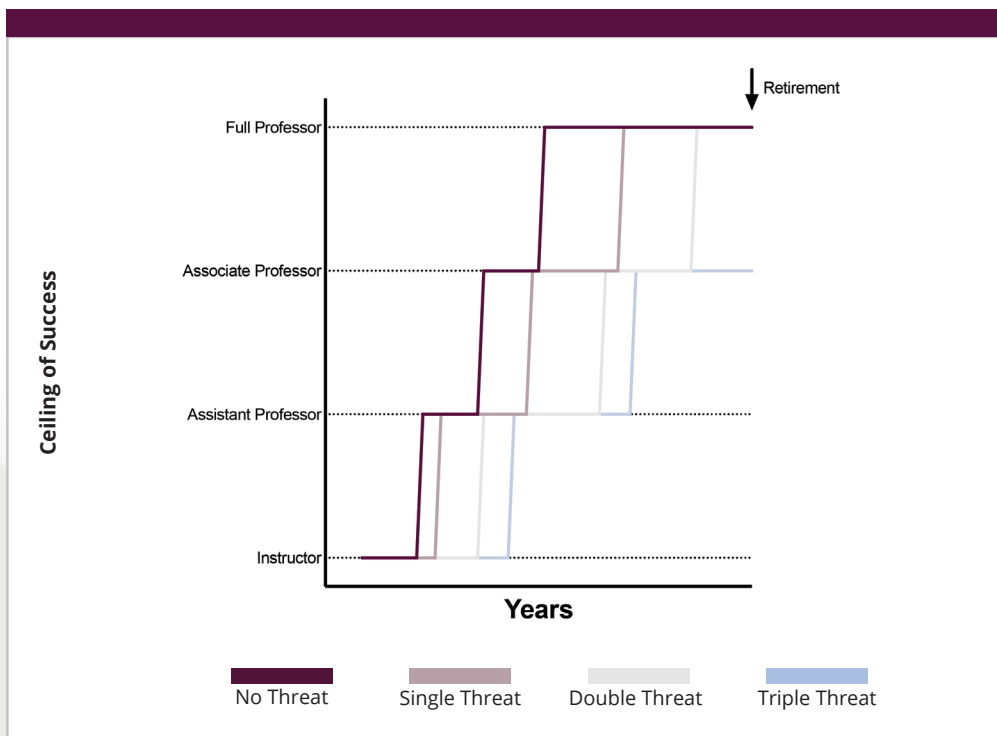 Retirement
Full Professor
Associate Professor
Ceiling of Success
Assistant Professor
Instructor
Years
No Threat
Single Threat
Double Threat
Triple Threat